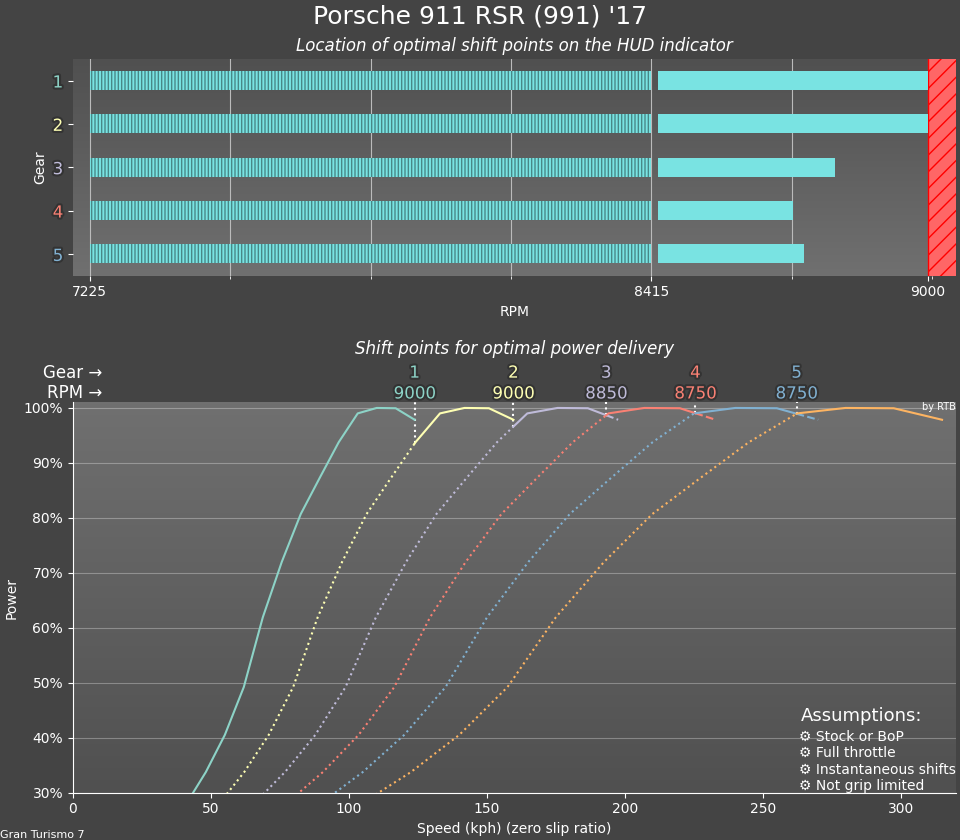 Porsche 911 RSR (991) '17
Location of optimal shift points on the HUD indicator
Gear
1
2
3
4
5
7225 8415 9000
RPM
Shift points for optimal power delivery
Gear → 1 2 3 4 5
RPM → 9000 9000 8850 8750 8750
by RTB
Power
100%
90%
80%
70%
60%
50%
40%
30%
Assumptions:
⚙ Stock or BoP
⚙ Full throttle
⚙ Instantaneous shifts
⚙ Not grip limited
0 50 100 150 200 250 300
Speed (kph) (zero slip ratio)
Gran Turismo 7